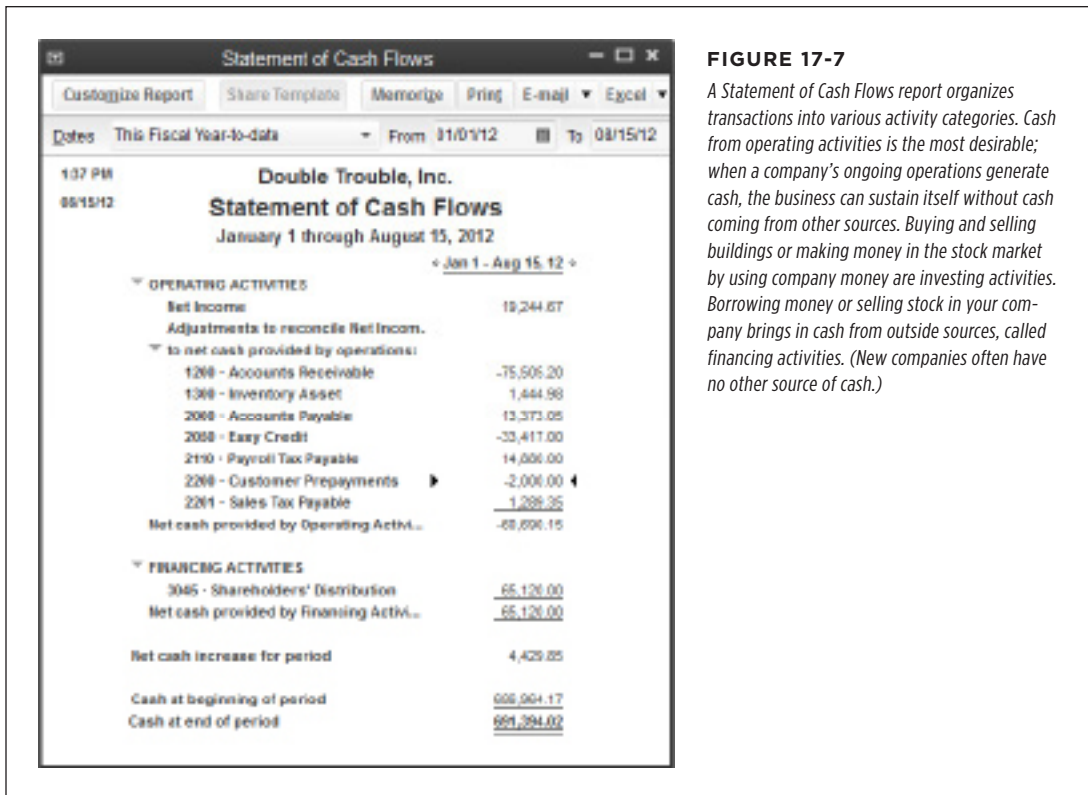 Statement of Cash Flows
Customize Report Share Template Memorize Print E-mail Excel
Dates This Fiscal Year-to-date From 01/01/12 To 08/15/12
1:37 PM
08/15/12
Double Trouble, Inc.
Statement of Cash Flows
January 1 through August 15, 2012
Jan 1 - Aug 15, 12
OPERATING ACTIVITIES
Net Income 19,244.67
Adjustments to reconcile Net Incom.
to net cash provided by operations:
1200 - Accounts Receivable -75,505.20
1300 - Inventory Asset 1,444.98
2000 - Accounts Payable 13,373.05
2050 - Easy Credit -33,417.00
2110 - Payroll Tax Payable 14,880.00
2200 - Customer Prepayments -2,000.00
2201 - Sales Tax Payable 1,289.35
Net cash provided by Operating Activi... -60,690.15
FINANCING ACTIVITIES
3045 - Shareholders' Distribution 65,120.00
Net cash provided by Financing Activi... 65,120.00
Net cash increase for period 4,429.85
Cash at beginning of period 686,964.17
Cash at end of period 691,394.02
FIGURE 17-7
A Statement of Cash Flows report organizes
transactions into various activity categories. Cash
from operating activities is the most desirable;
when a company's ongoing operations generate
cash, the business can sustain itself without cash
coming from other sources. Buying and selling
buildings or making money in the stock market
by using company money are investing activities.
Borrowing money or selling stock in your com-
pany brings in cash from outside sources, called
financing activities. (New companies often have
no other source of cash.)